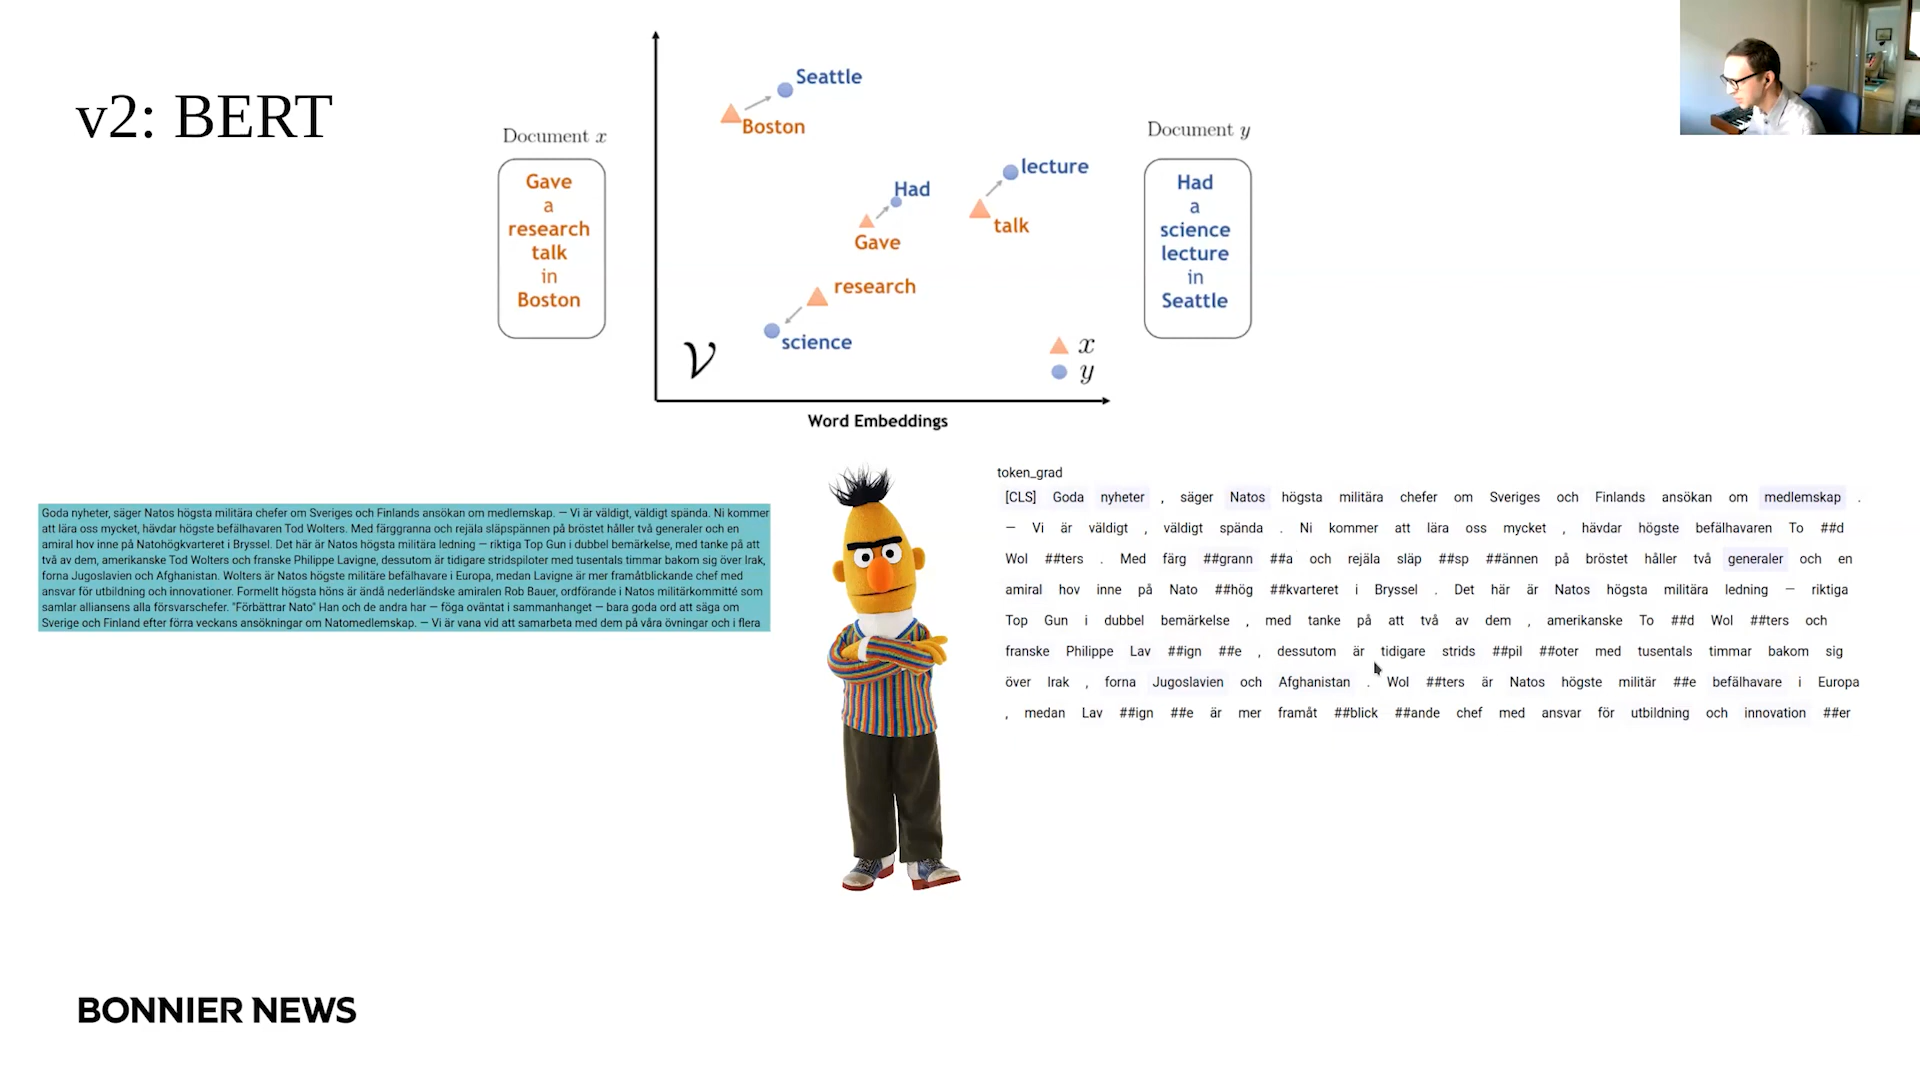 v2: BERT
Document x
Gave
a
research
talk
in
Boston
Seattle
Boston
Had
Gave
lecture
talk
research
science
𝒱
x
y
Word Embeddings
Document y
Had
a
science
lecture
in
Seattle
Goda nyheter, säger Natos högsta militära chefer om Sveriges och Finlands ansökan om medlemskap. — Vi är väldigt, väldigt spända. Ni kommer
att lära oss mycket, hävdar högste befälhavaren Tod Wolters. Med färggranna och rejäla släpspännen på bröstet håller två generaler och en
amiral hov inne på Natohögkvarteret i Bryssel. Det här är Natos högsta militära ledning — riktiga Top Gun i dubbel bemärkelse, med tanke på att
två av dem, amerikanske Tod Wolters och franske Philippe Lavigne, dessutom är tidigare stridspiloter med tusentals timmar bakom sig över Irak,
forna Jugoslavien och Afghanistan. Wolters är Natos högste militäre befälhavare i Europa, medan Lavigne är mer framåtblickande chef med
ansvar för utbildning och innovationer. Formellt högsta höns är ändå nederländske amiralen Rob Bauer, ordförande i Natos militärkommitté som
samlar alliansens alla försvarschefer. "Förbättrar Nato" Han och de andra har — föga oväntat i sammanhanget — bara goda ord att säga om
Sverige och Finland efter förra veckans ansökningar om Natomedlemskap. — Vi är vana vid att samarbeta med dem på våra övningar och i flera
token_grad
[CLS] Goda nyheter , säger Natos högsta militära chefer om Sveriges och Finlands ansökan om medlemskap .
— Vi är väldigt , väldigt spända . Ni kommer att lära oss mycket , hävdar högste befälhavaren To ##d
Wol ##ters . Med färg ##grann ##a och rejäla släp ##sp ##ännen på bröstet håller två generaler och en
amiral hov inne på Nato ##hög ##kvarteret i Bryssel . Det här är Natos högsta militära ledning — riktiga
Top Gun i dubbel bemärkelse , med tanke på att två av dem , amerikanske To ##d Wol ##ters och
franske Philippe Lav ##ign ##e , dessutom är tidigare strids ##pil ##oter med tusentals timmar bakom sig
över Irak , forna Jugoslavien och Afghanistan . Wol ##ters är Natos högste militär ##e befälhavare i Europa
, medan Lav ##ign ##e är mer framåt ##blick ##ande chef med ansvar för utbildning och innovation ##er
BONNIER NEWS